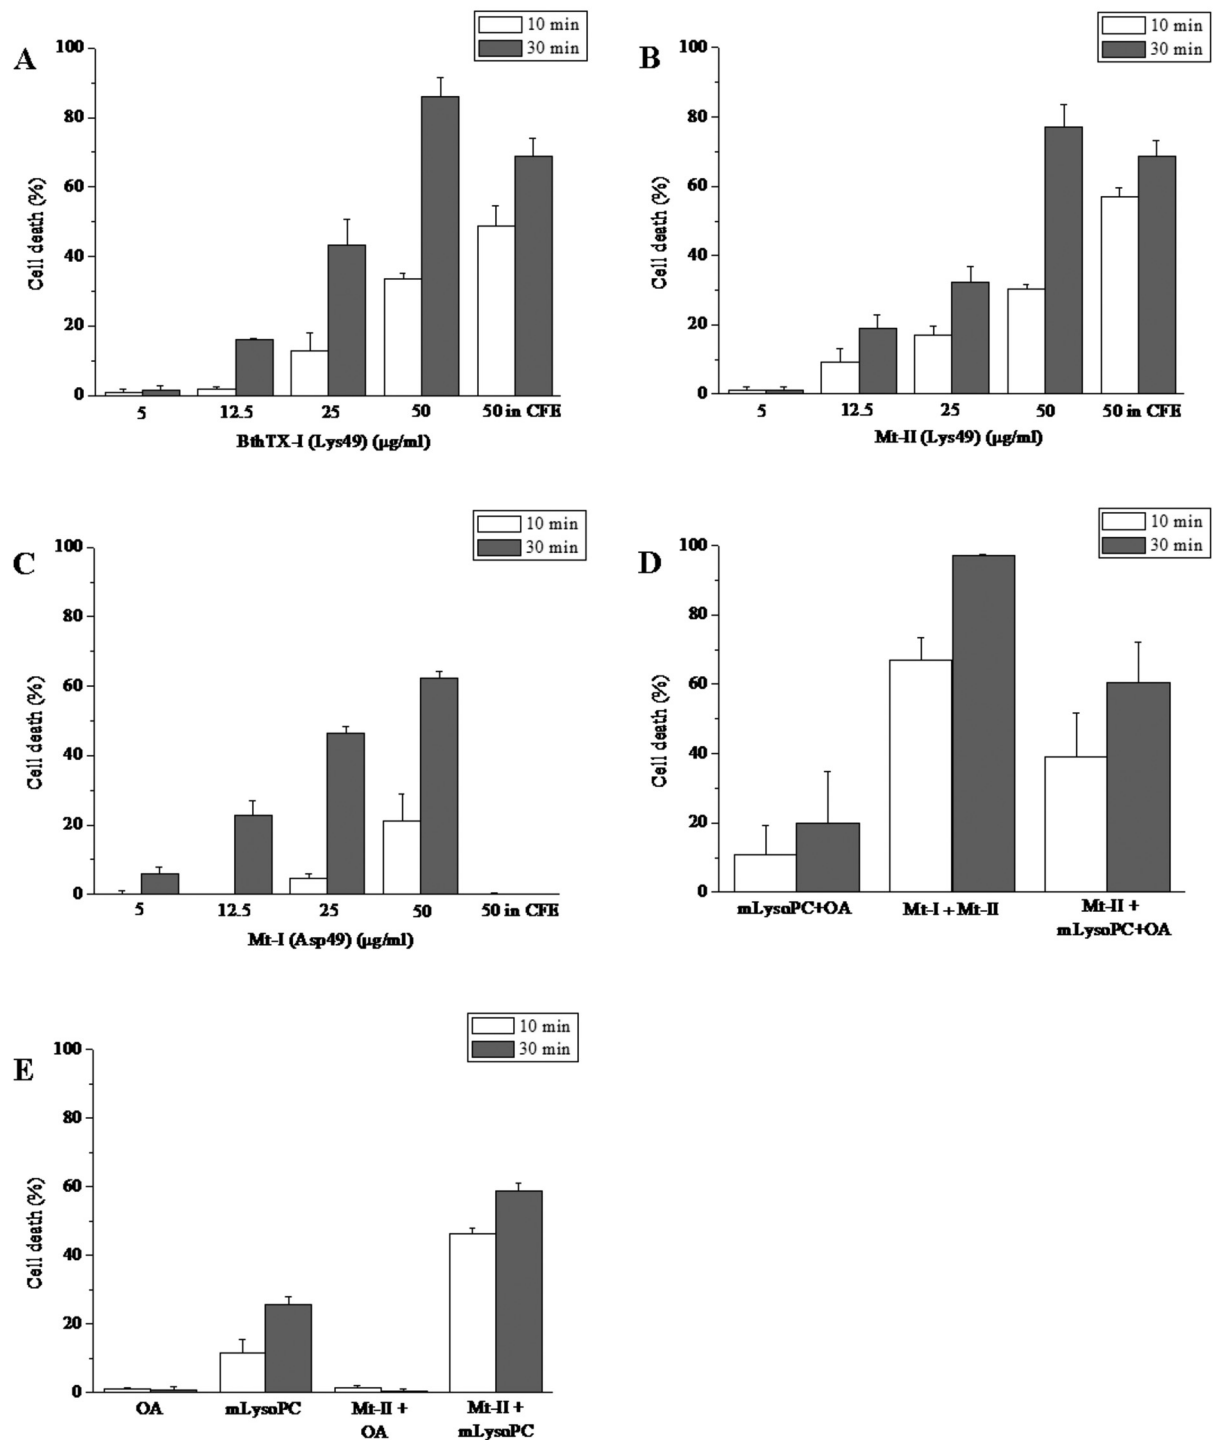 A
10 min
30 min
Cell death (%)
100
80
60
40
20
0
5 12.5 25 50 50 in CFE
BthTX-I (Lys49) (µg/ml)
B
10 min
30 min
Cell death (%)
100
80
60
40
20
0
5 12.5 25 50 50 in CFE
Mt-II (Lys49) (µg/ml)
C
10 min
30 min
Cell death (%)
100
80
60
40
20
0
5 12.5 25 50 50 in CFE
Mt-I (Asp49) (µg/ml)
D
10 min
30 min
Cell death (%)
100
80
60
40
20
0
mLysoPC+OA Mt-I + Mt-II Mt-II +
mLysoPC+OA
E
10 min
30 min
Cell death (%)
100
80
60
40
20
0
OA mLysoPC Mt-II + Mt-II +
OA mLysoPC